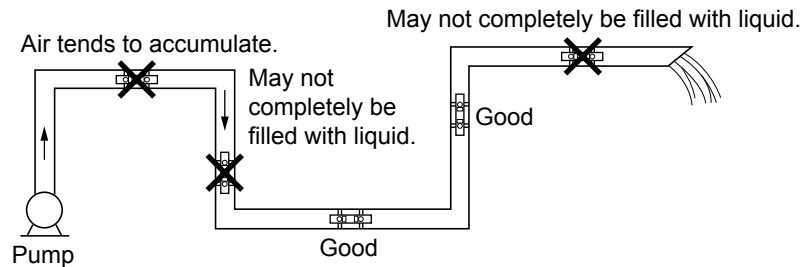 May not completely be filled with liquid.
Air tends to accumulate.
May not
completely be
filled with liquid.
Good
Good
Pump